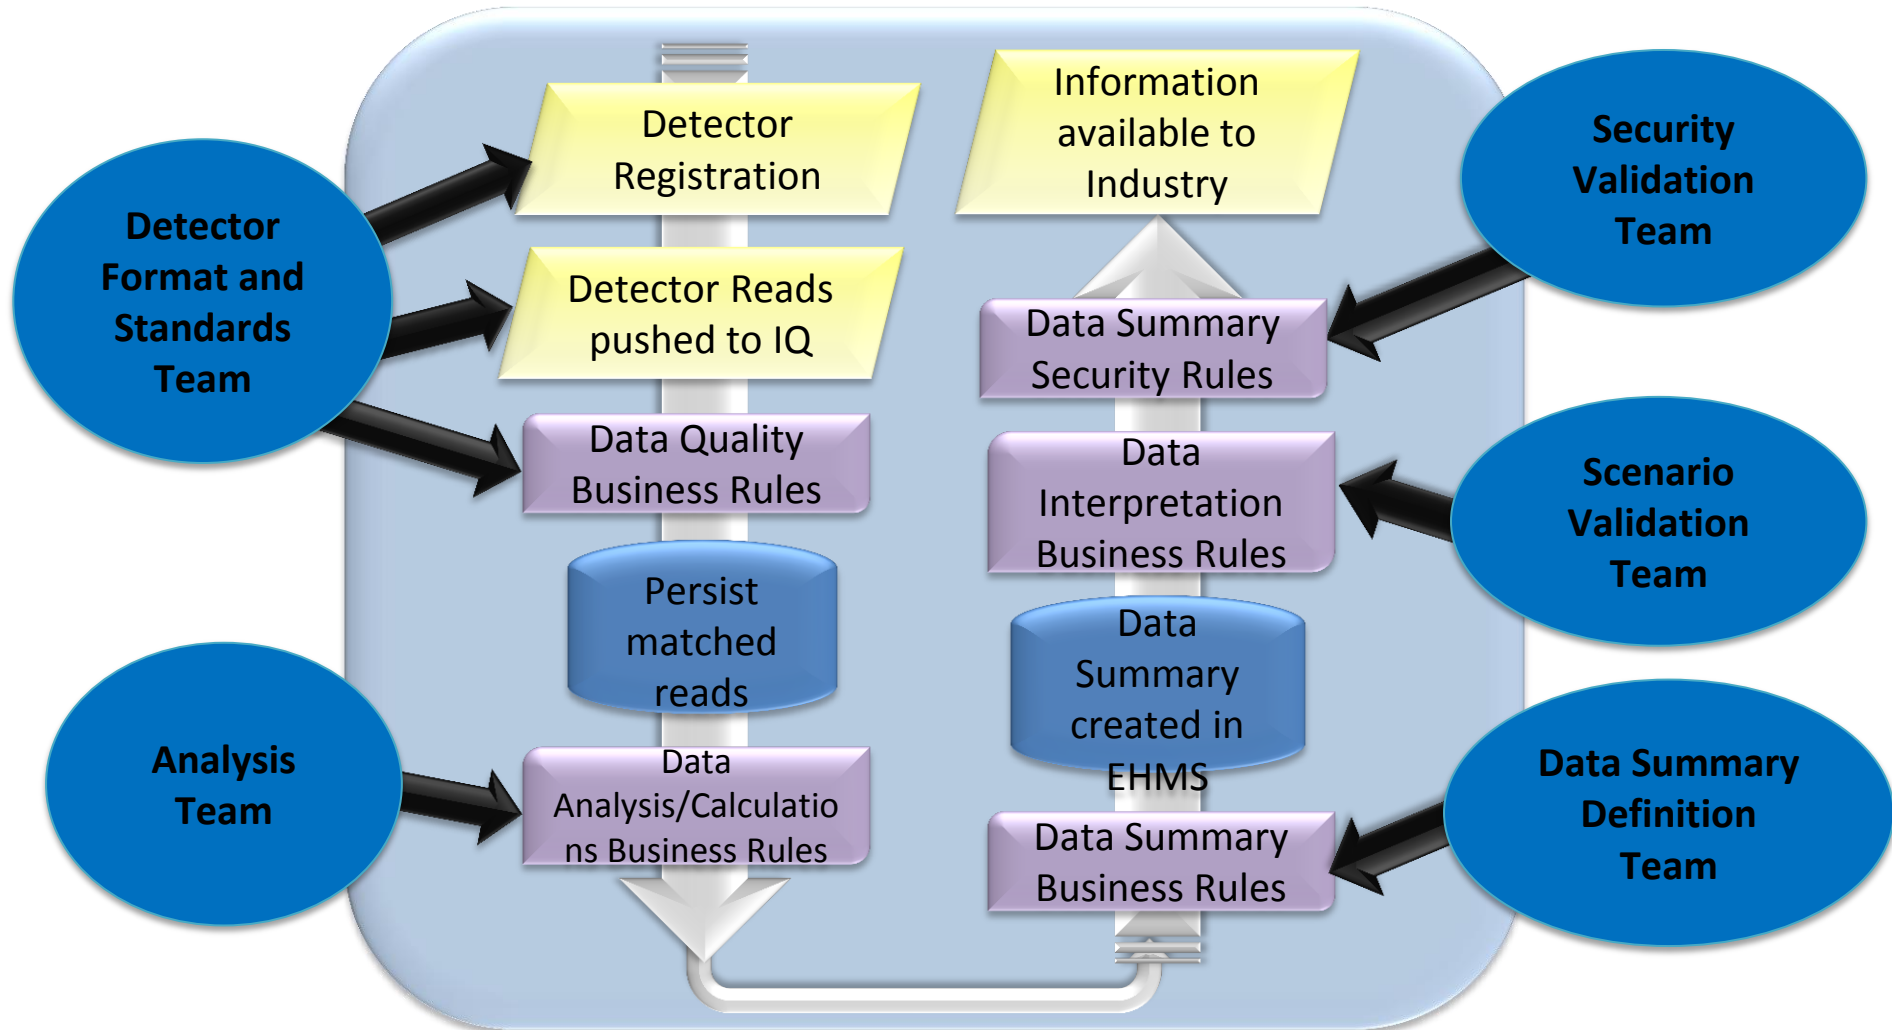 Detector
Format and
Standards
Team
Analysis
Team
Detector
Registration
Detector Reads
pushed to IQ
Data Quality
Business Rules
Persist
matched
reads
Data
Analysis/Calculatio
ns Business Rules
Information
available to
Industry
Data Summary
Security Rules
Data
Interpretation
Business Rules
Data
Summary
created in
EHMS
Data Summary
Business Rules
Security
Validation
Team
Scenario
Validation
Team
Data Summary
Definition
Team